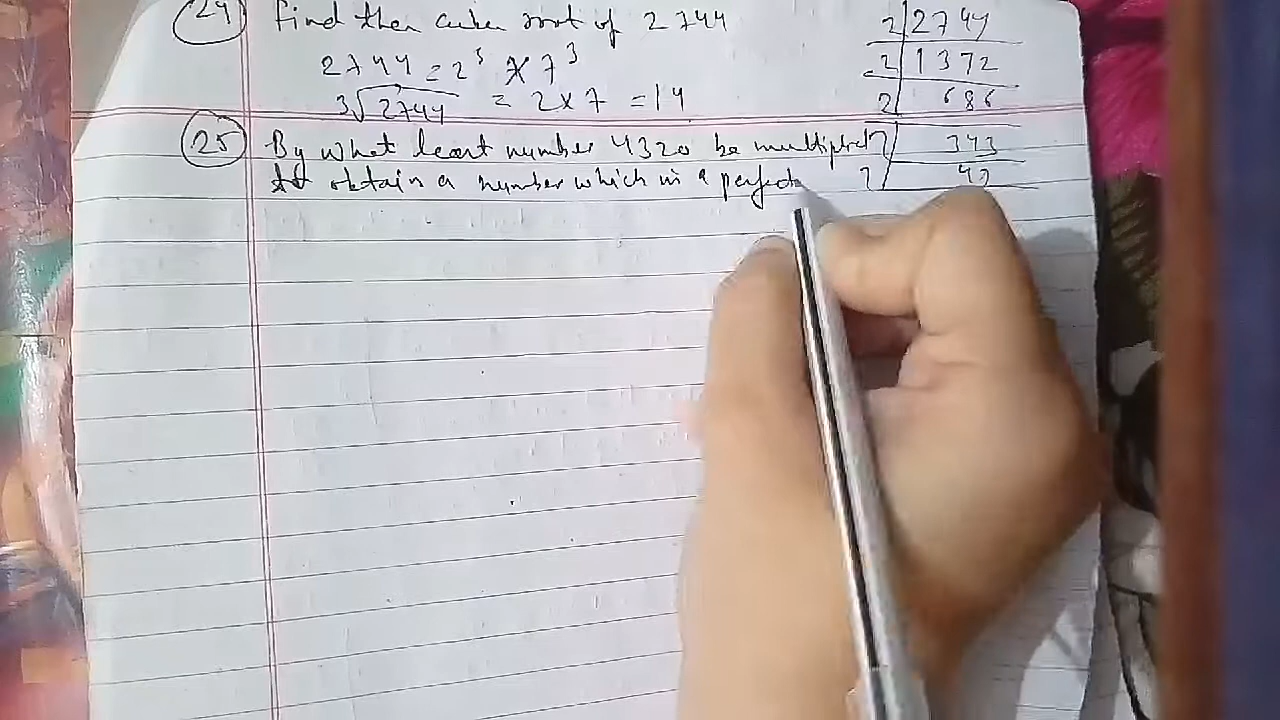 24 Find then cube root of 2744
2744 = 2³ × 7³
3√2744 = 2×7 = 14
2 | 2744
2 | 1372
2 | 686
7 | 343
7 | 49
25 By what least number 4320 be multiplied
to obtain a number which is a perfect